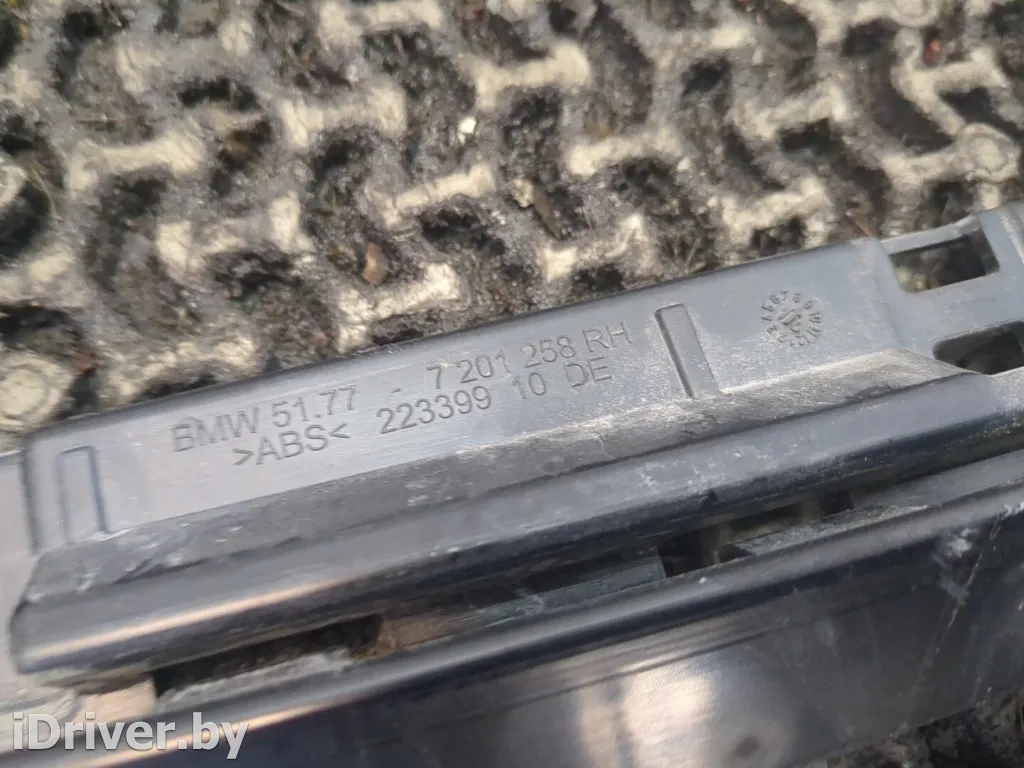 BMW 51.77 - 7 201 258 RH
>ABS< 223399 10 DE
iDriver.by